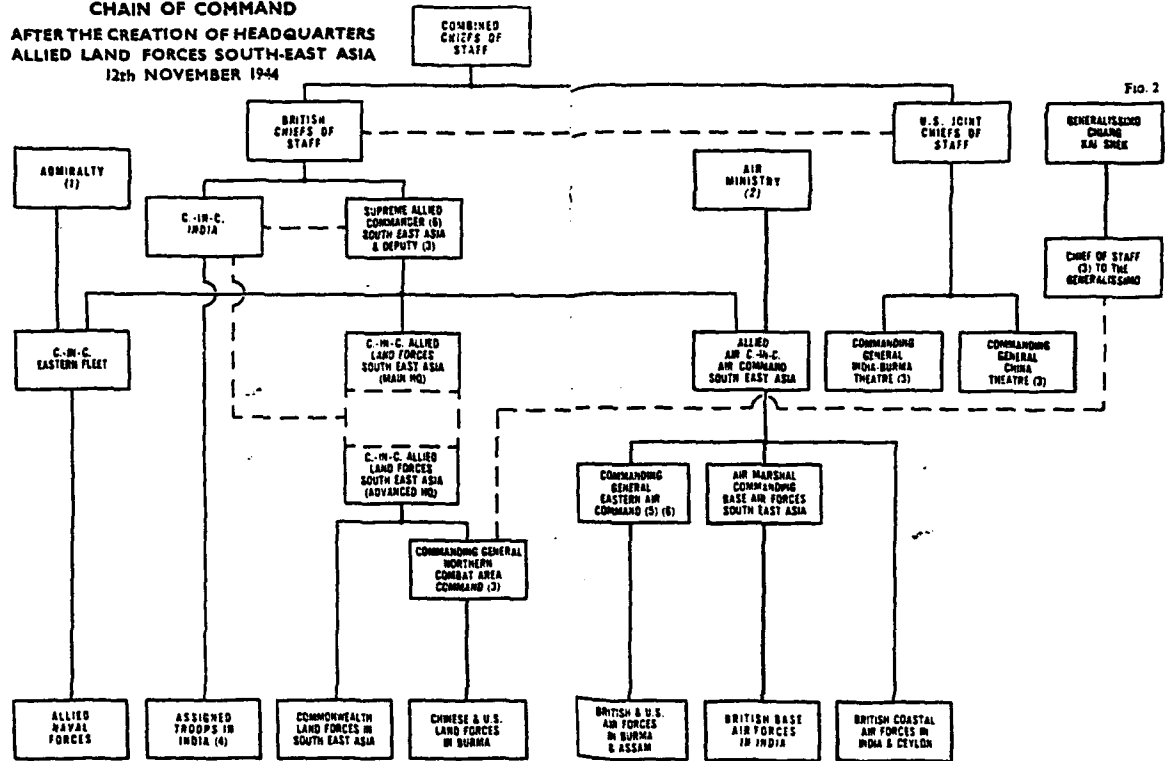 CHAIN OF COMMAND
AFTER THE CREATION OF HEADQUARTERS
ALLIED LAND FORCES SOUTH-EAST ASIA
12th NOVEMBER 1944
FIG. 2
COMBINED
CHIEFS OF
STAFF
BRITISH
CHIEFS OF
STAFF
U.S. JOINT
CHIEFS OF
STAFF
GENERALISSIMO
CHIANG
KAI SHEK
ADMIRALTY
(1)
AIR
MINISTRY
(2)
C.-IN-C.
INDIA
SUPREME ALLIED
COMMANDER (6)
SOUTH EAST ASIA
& DEPUTY (3)
CHIEF OF STAFF
(3) TO THE
GENERALISSIMO
C.-IN-C.
EASTERN FLEET
C.-IN-C. ALLIED
LAND FORCES
SOUTH EAST ASIA
(MAIN HQ)
ALLIED
AIR C.-IN-C.
AIR COMMAND
SOUTH EAST ASIA
COMMANDING
GENERAL
INDIA-BURMA
THEATRE (3)
COMMANDING
GENERAL
CHINA
THEATRE (3)
C.-IN-C. ALLIED
LAND FORCES
SOUTH EAST ASIA
(ADVANCED HQ)
COMMANDING
GENERAL
EASTERN AIR
COMMAND (5) (6)
AIR MARSHAL
COMMANDING
BASE AIR FORCES
SOUTH EAST ASIA
COMMANDING GENERAL
NORTHERN
COMBAT AREA
COMMAND (3)
ALLIED
NAVAL
FORCES
ASSIGNED
TROOPS IN
INDIA (4)
COMMONWEALTH
LAND FORCES IN
SOUTH EAST ASIA
CHINESE & U.S.
LAND FORCES
IN BURMA
BRITISH & U.S.
AIR FORCES
IN BURMA
& ASSAM
BRITISH BASE
AIR FORCES
IN INDIA
BRITISH COASTAL
AIR FORCES IN
INDIA & CEYLON